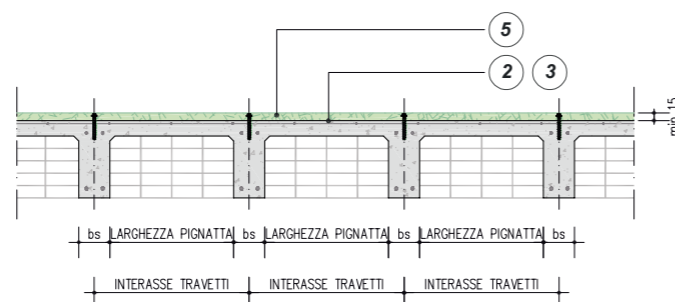 5
2 3
min 15
bs LARGHEZZA PIGNATTA bs LARGHEZZA PIGNATTA bs LARGHEZZA PIGNATTA bs
INTERASSE TRAVETTI INTERASSE TRAVETTI INTERASSE TRAVETTI